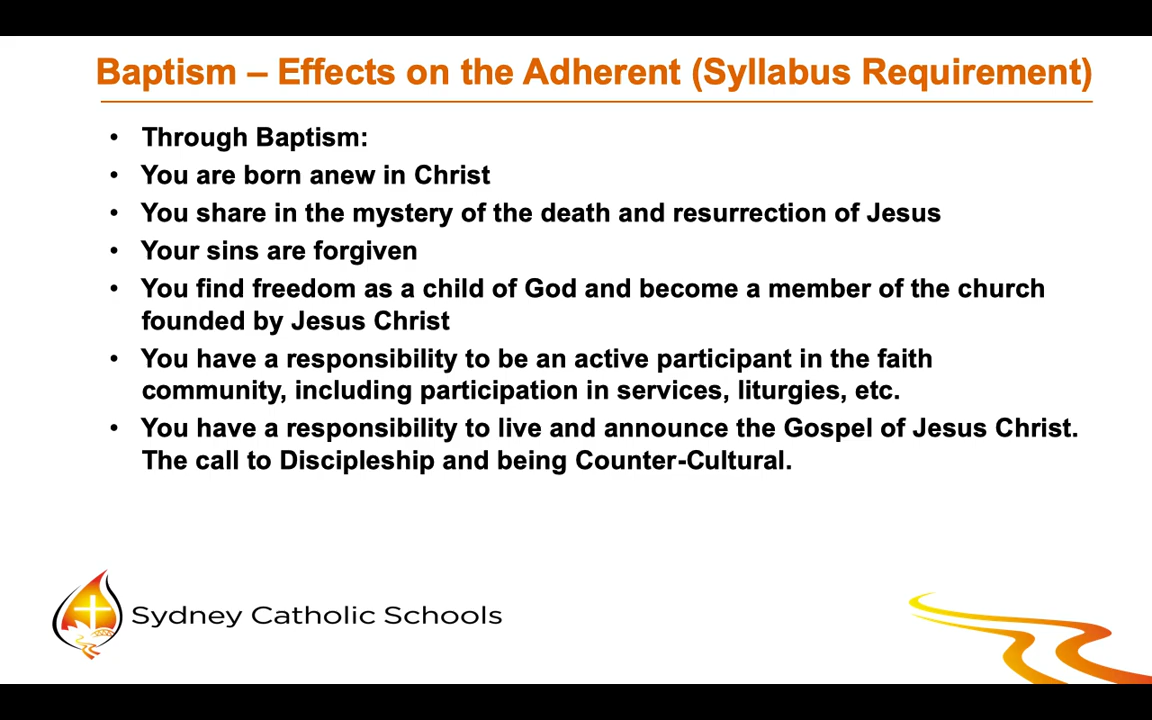 Baptism – Effects on the Adherent (Syllabus Requirement)
• Through Baptism:
• You are born anew in Christ
• You share in the mystery of the death and resurrection of Jesus
• Your sins are forgiven
• You find freedom as a child of God and become a member of the church
founded by Jesus Christ
• You have a responsibility to be an active participant in the faith
community, including participation in services, liturgies, etc.
• You have a responsibility to live and announce the Gospel of Jesus Christ.
The call to Discipleship and being Counter-Cultural.
Sydney Catholic Schools